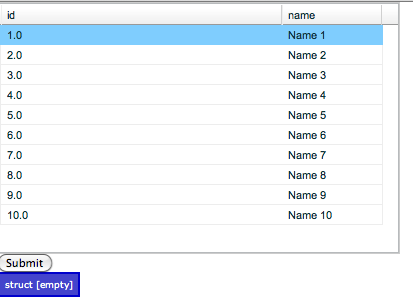 id name
1.0 Name 1
2.0 Name 2
3.0 Name 3
4.0 Name 4
5.0 Name 5
6.0 Name 6
7.0 Name 7
8.0 Name 8
9.0 Name 9
10.0 Name 10
Submit
struct [empty]